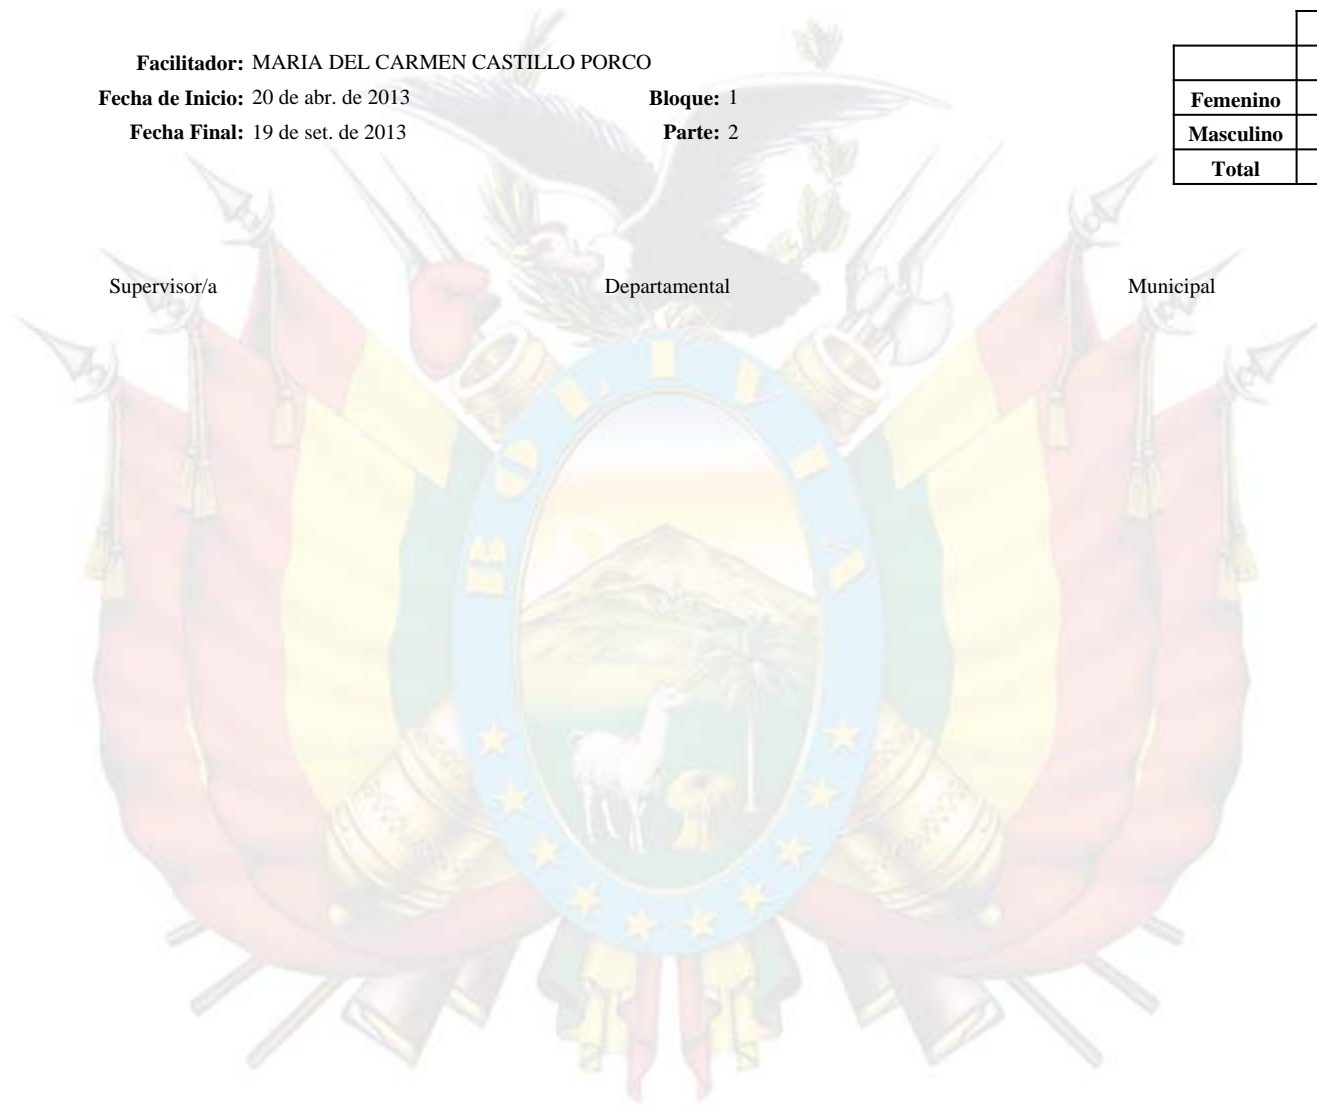 Facilitador: MARIA DEL CARMEN CASTILLO PORCO
Fecha de Inicio: 20 de abr. de 2013 Bloque: 1
Femenino
Fecha Final: 19 de set. de 2013 Parte: 2
Masculino
Total
Supervisor/a Departamental Municipal
BOLIVIA